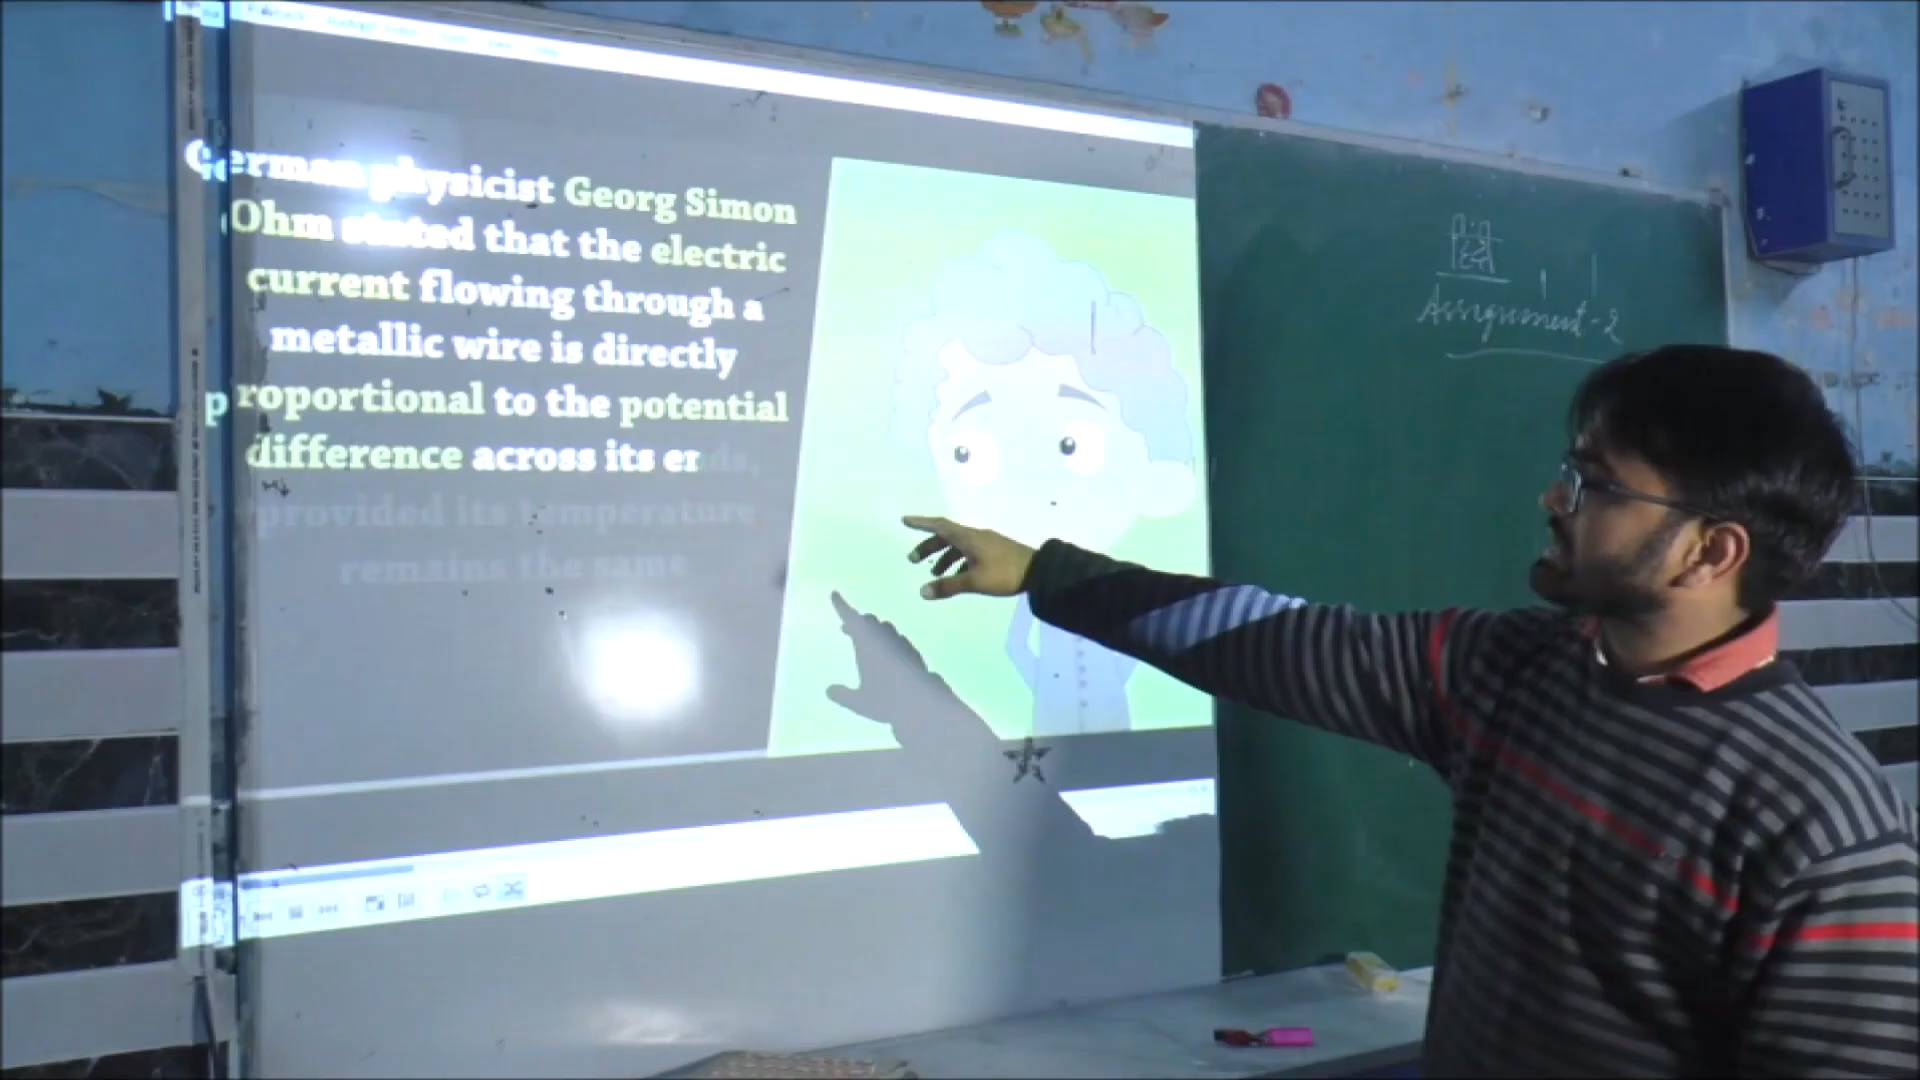 German physicist Georg Simon
Ohm stated that the electric
current flowing through a
metallic wire is directly
proportional to the potential
difference across its ends,
provided its temperature
remains the same
Assignment-2